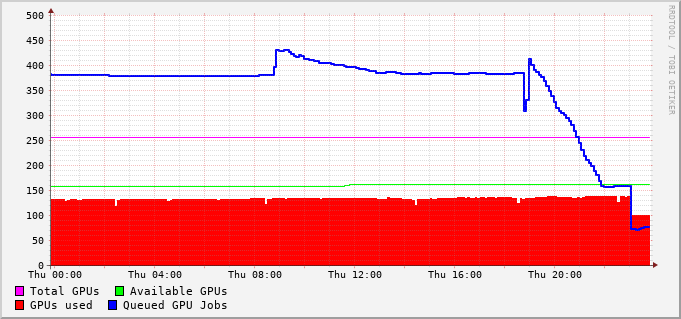 500
450
400
350
300
250
200
150
100
50
0
Thu 00:00 Thu 04:00 Thu 08:00 Thu 12:00 Thu 16:00 Thu 20:00
Total GPUs Available GPUs
GPUs used Queued GPU Jobs
RRDTOOL / TOBI OETIKER